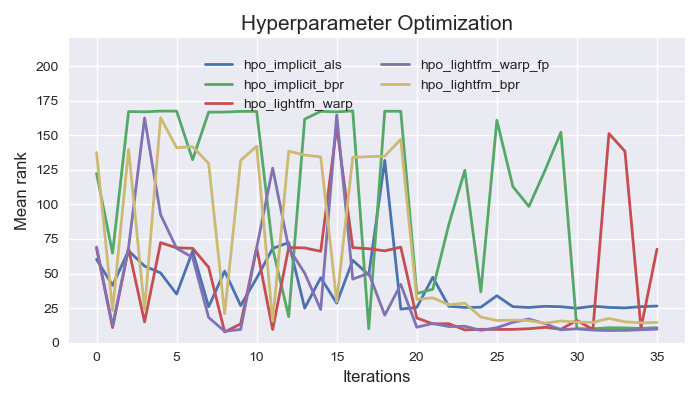 Hyperparameter Optimization
hpo_implicit_als
hpo_implicit_bpr
hpo_lightfm_warp
hpo_lightfm_warp_fp
hpo_lightfm_bpr
Mean rank
200
175
150
125
100
75
50
25
0
0 5 10 15 20 25 30 35
Iterations